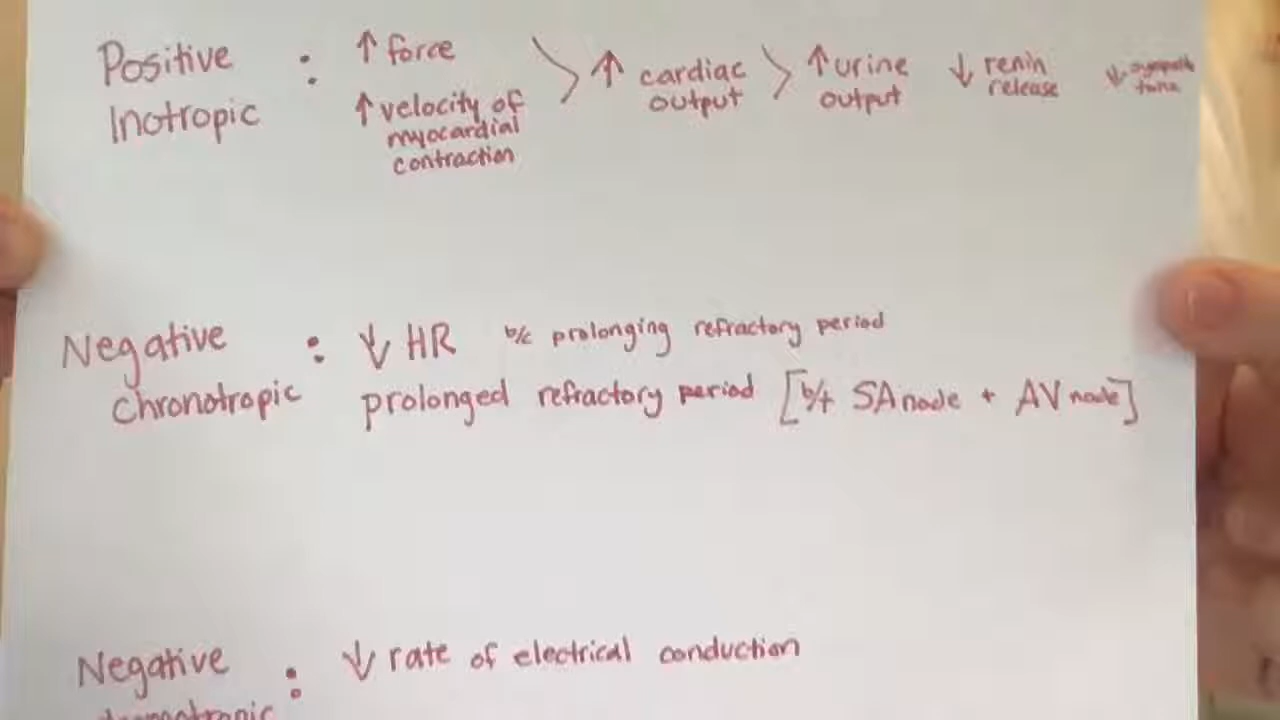 Positive : ↑ force > ↑ cardiac output > ↑ urine output ↓ renin release ↓
Inotropic ↑ velocity of myocardial contraction
Negative : ↓ HR b/c prolonging refractory period
chronotropic prolonged refractory period [b/t SA node + AV node]
Negative : ↓ rate of electrical conduction